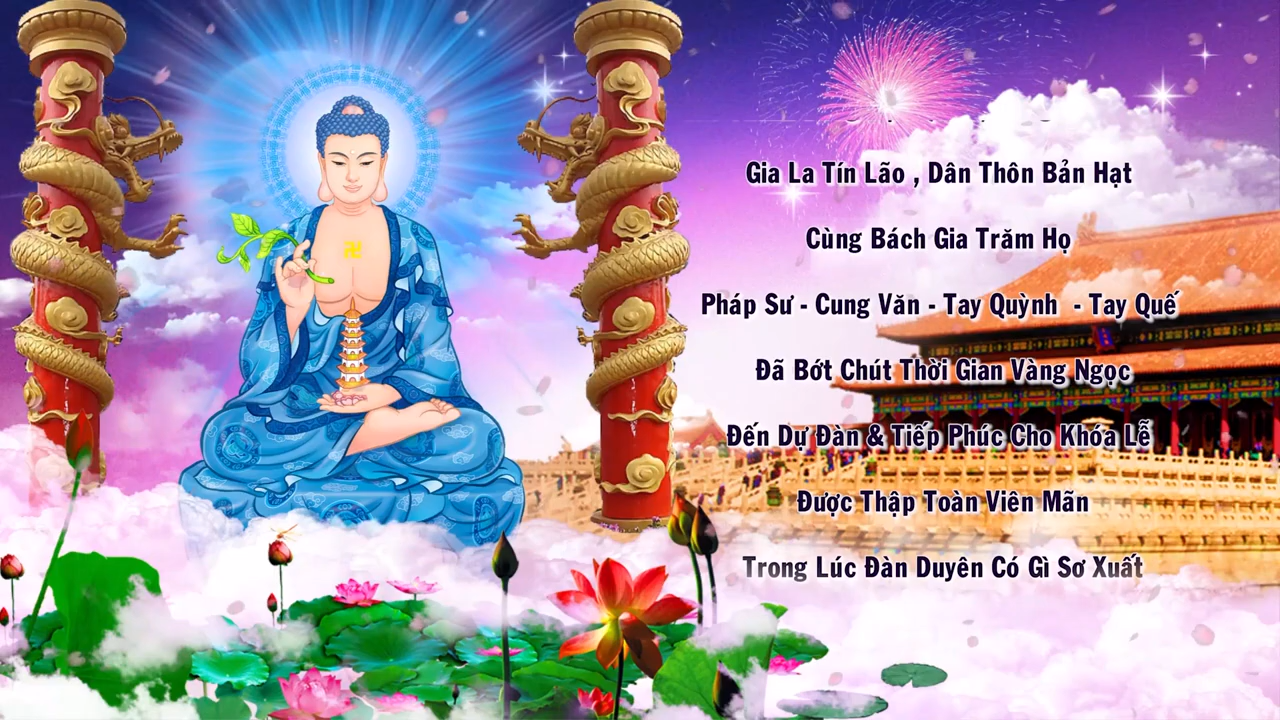 Gia La Tín Lão , Dân Thôn Bản Hạt
Cùng Bách Gia Trăm Họ
Pháp Sư - Cung Văn - Tay Quỳnh - Tay Quế
Đã Bớt Chút Thời Gian Vàng Ngọc
Đến Dự Đàn & Tiếp Phúc Cho Khóa Lễ
Được Thập Toàn Viên Mãn
Trong Lúc Đàn Duyên Có Gì Sơ Xuất